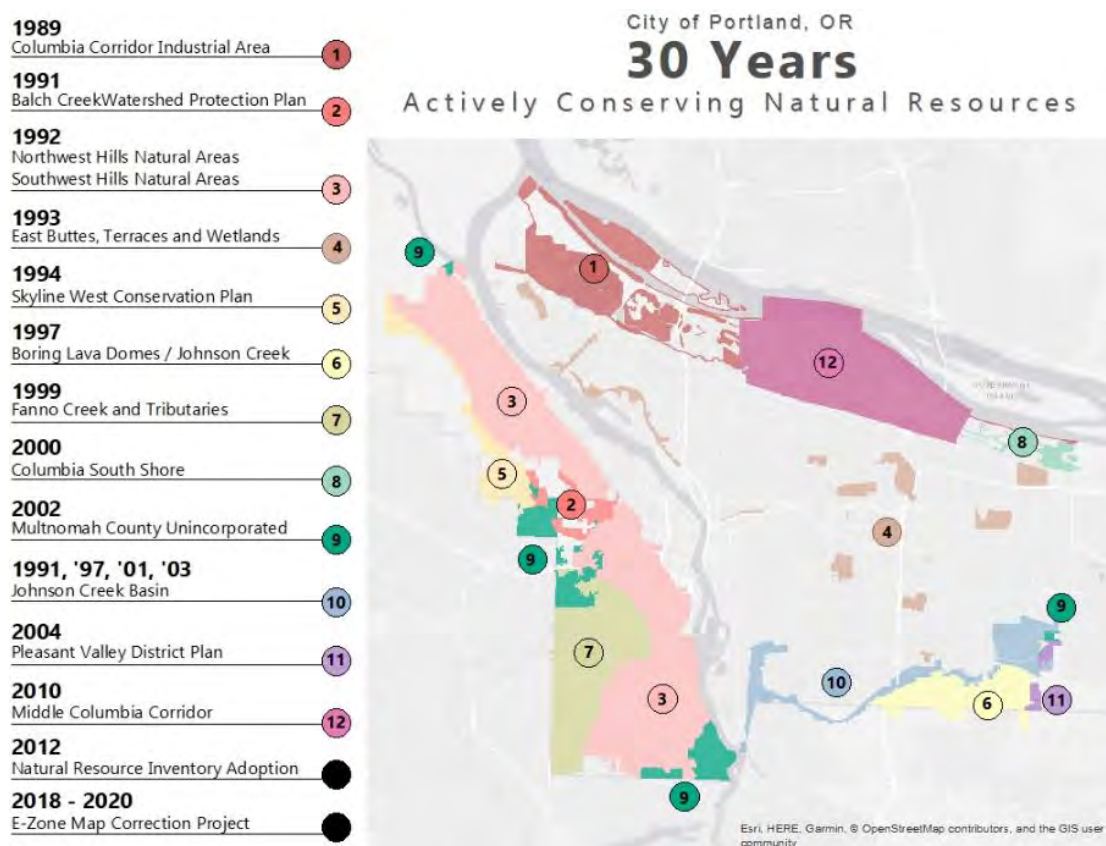 City of Portland, OR
30 Years
Actively Conserving Natural Resources
1989
Columbia Corridor Industrial Area
1
1991
Balch CreekWatershed Protection Plan
2
1992
Northwest Hills Natural Areas
Southwest Hills Natural Areas
3
1993
East Buttes, Terraces and Wetlands
4
1994
Skyline West Conservation Plan
5
1997
Boring Lava Domes / Johnson Creek
6
1999
Fanno Creek and Tributaries
7
2000
Columbia South Shore
8
2002
Multnomah County Unincorporated
9
1991, '97, '01, '03
Johnson Creek Basin
10
2004
Pleasant Valley District Plan
11
2010
Middle Columbia Corridor
12
2012
Natural Resource Inventory Adoption
2018 - 2020
E-Zone Map Correction Project
9
1
12
3
8
5
2
4
9
9
7
10
3
6
11
9
Esri, HERE, Garmin, © OpenStreetMap contributors, and the GIS user
community